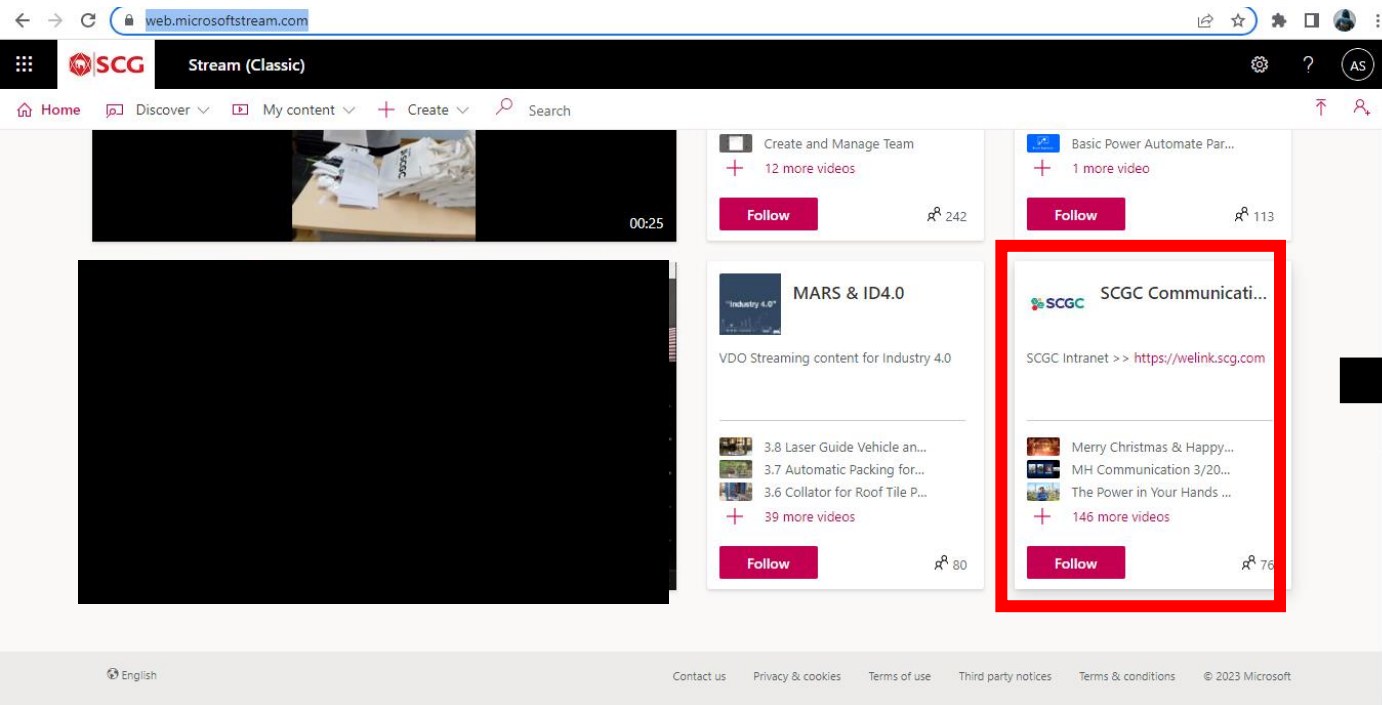 web.microsoftstream.com
SCG
Stream (Classic)
?
AS
Home
Discover
My content
Create
Search
SCGC
00:25
Create and Manage Team
12 more videos
Follow
242
Basic Power Automate Par...
1 more video
Follow
113
"Industry 4.0"
MARS & ID4.0
VDO Streaming content for Industry 4.0
3.8 Laser Guide Vehicle an...
3.7 Automatic Packing for...
3.6 Collator for Roof Tile P...
39 more videos
Follow
80
SCGC
SCGC Communicati...
SCGC Intranet >> https://welink.scg.com
Merry Christmas & Happy...
MH Communication 3/20...
The Power in Your Hands ...
146 more videos
Follow
76
English
Contact us
Privacy & cookies
Terms of use
Third party notices
Terms & conditions
© 2023 Microsoft